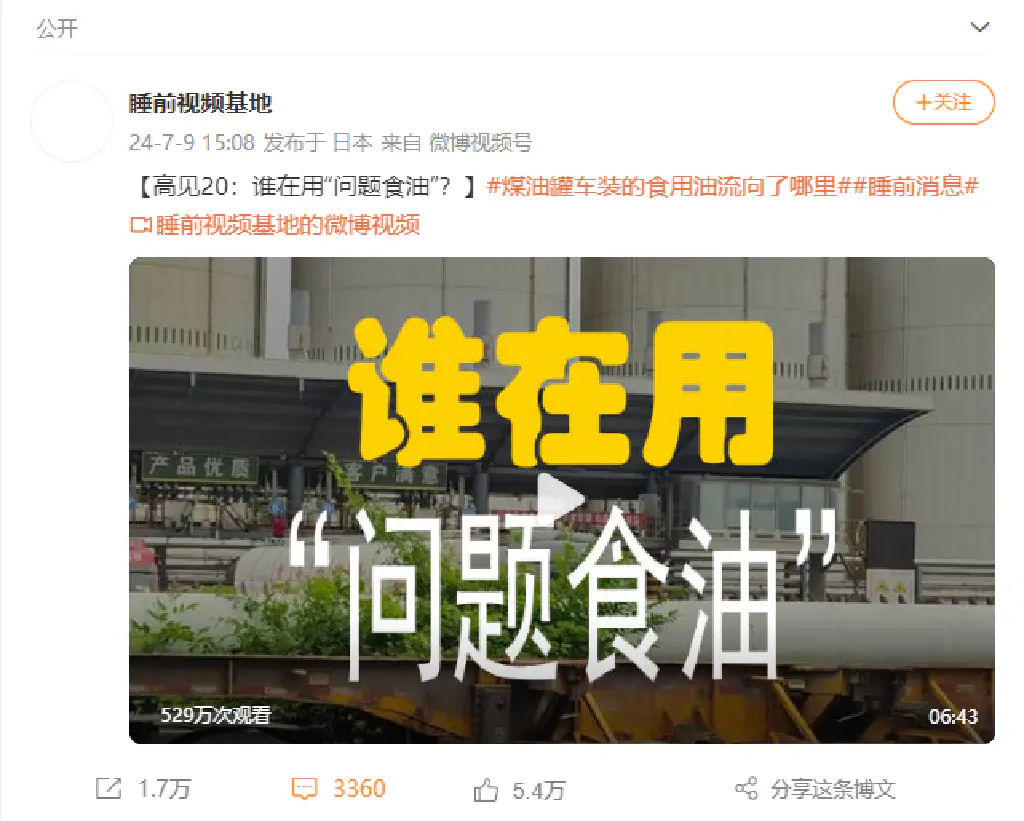 公开
睡前视频基地
+关注
24-7-9 15:08 发布于 日本 来自 微博视频号
【高见20：谁在用“问题食油”？】#煤油罐车装的食用油流向了哪里##睡前消息#
睡前视频基地的微博视频
谁在用
产品优质
客户满意
“问题食油”
529万次观看
06:43
1.7万
3360
5.4万
分享这条博文